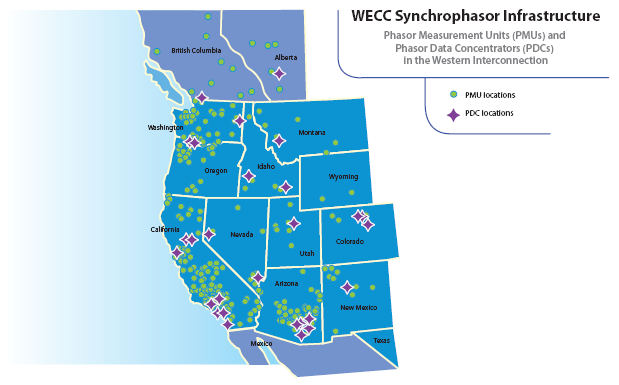 WECC Synchrophasor Infrastructure
Phasor Measurement Units (PMUs) and
Phasor Data Concentrators (PDCs)
in the Western Interconnection
PMU locations
PDC locations
British Columbia
Alberta
Washington
Montana
Oregon
Idaho
Wyoming
California
Nevada
Utah
Colorado
Arizona
New Mexico
Mexico
Texas